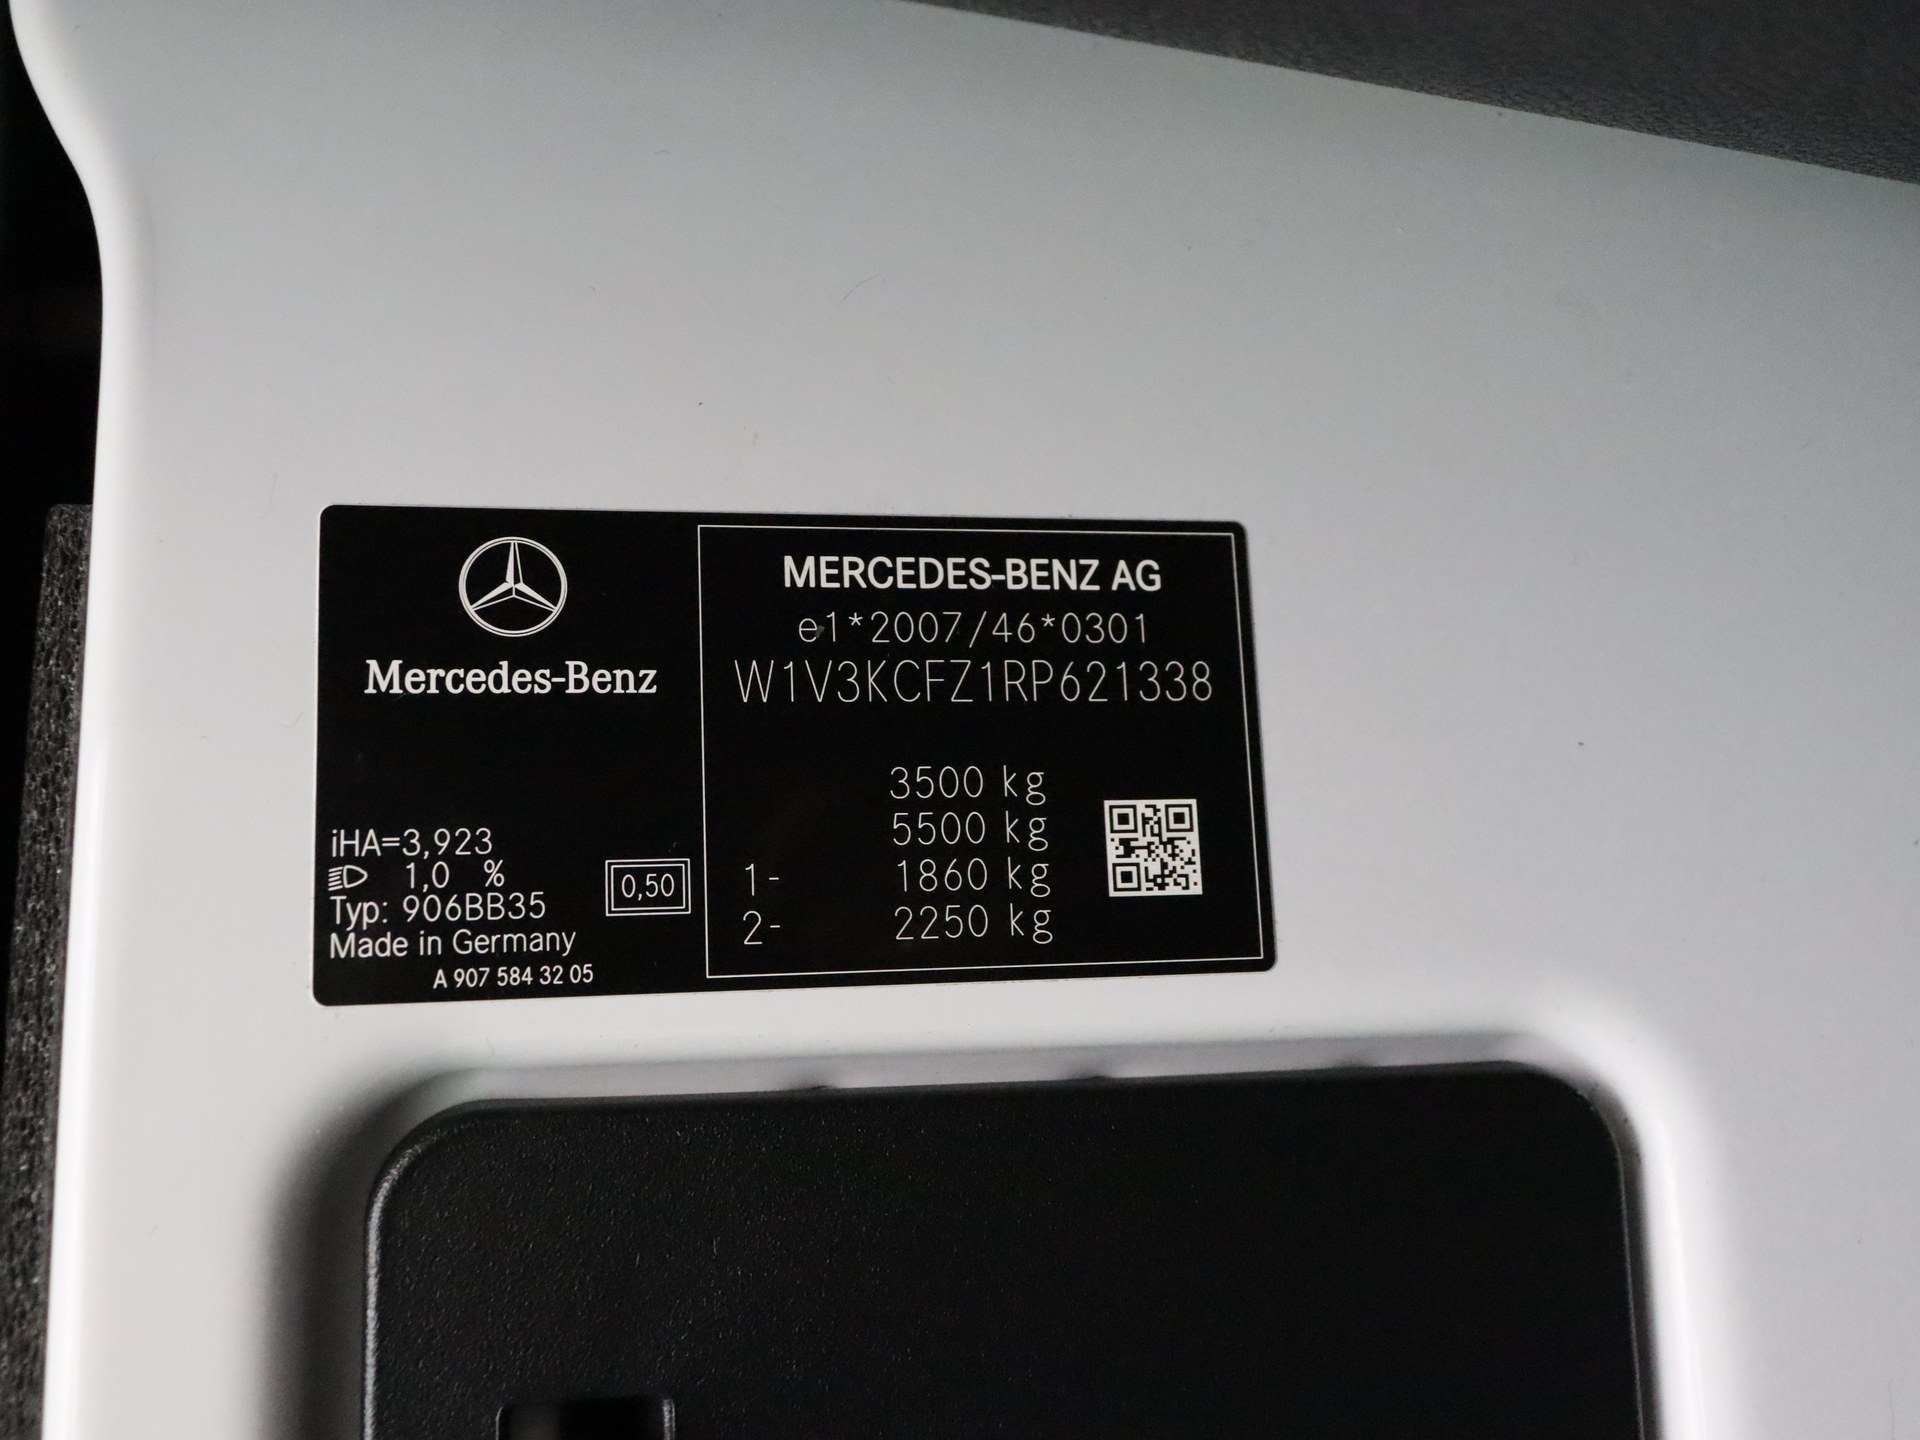 Mercedes-Benz
iHA=3,923
1,0 %
Typ: 906BB35
Made in Germany
A 907 584 32 05
0,50
MERCEDES-BENZ AG
e1*2007/46*0301
W1V3KCFZ1RP621338
3500 kg
5500 kg
1- 1860 kg
2- 2250 kg